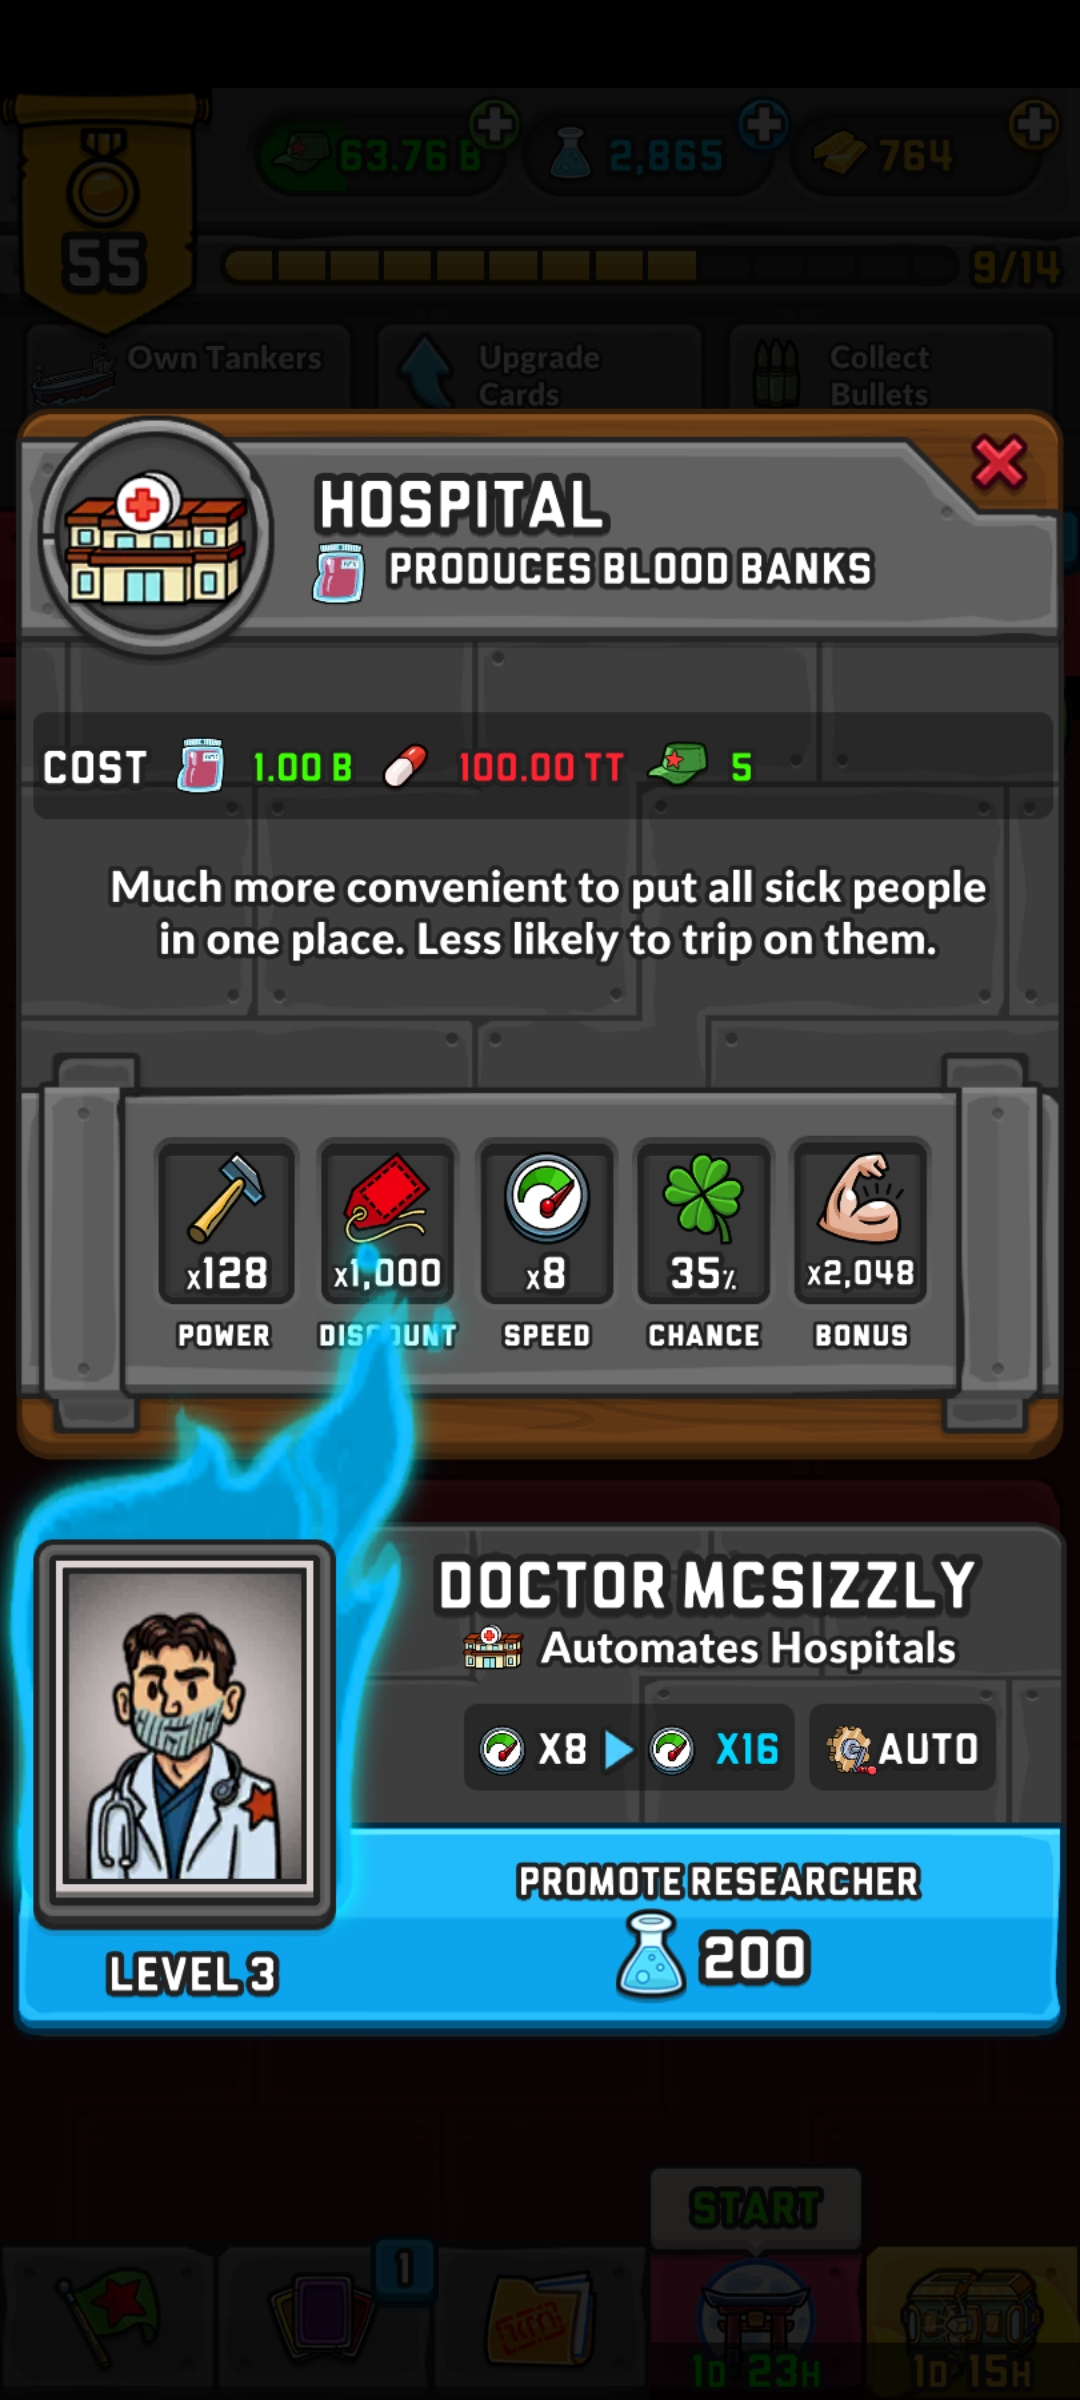 63.76 B
2,865
764
55
9/14
Own Tankers
Upgrade
Cards
Collect
Bullets
HOSPITAL
PRODUCES BLOOD BANKS
COST 1.00 B 100.00 TT 5
Much more convenient to put all sick people
in one place. Less likely to trip on them.
x128
x1,000
x8
35%
x2,048
POWER
DISCOUNT
SPEED
CHANCE
BONUS
DOCTOR MCSIZZLY
Automates Hospitals
X8 X16 AUTO
PROMOTE RESEARCHER
200
LEVEL 3
START
1
1D 23H
1D 15H